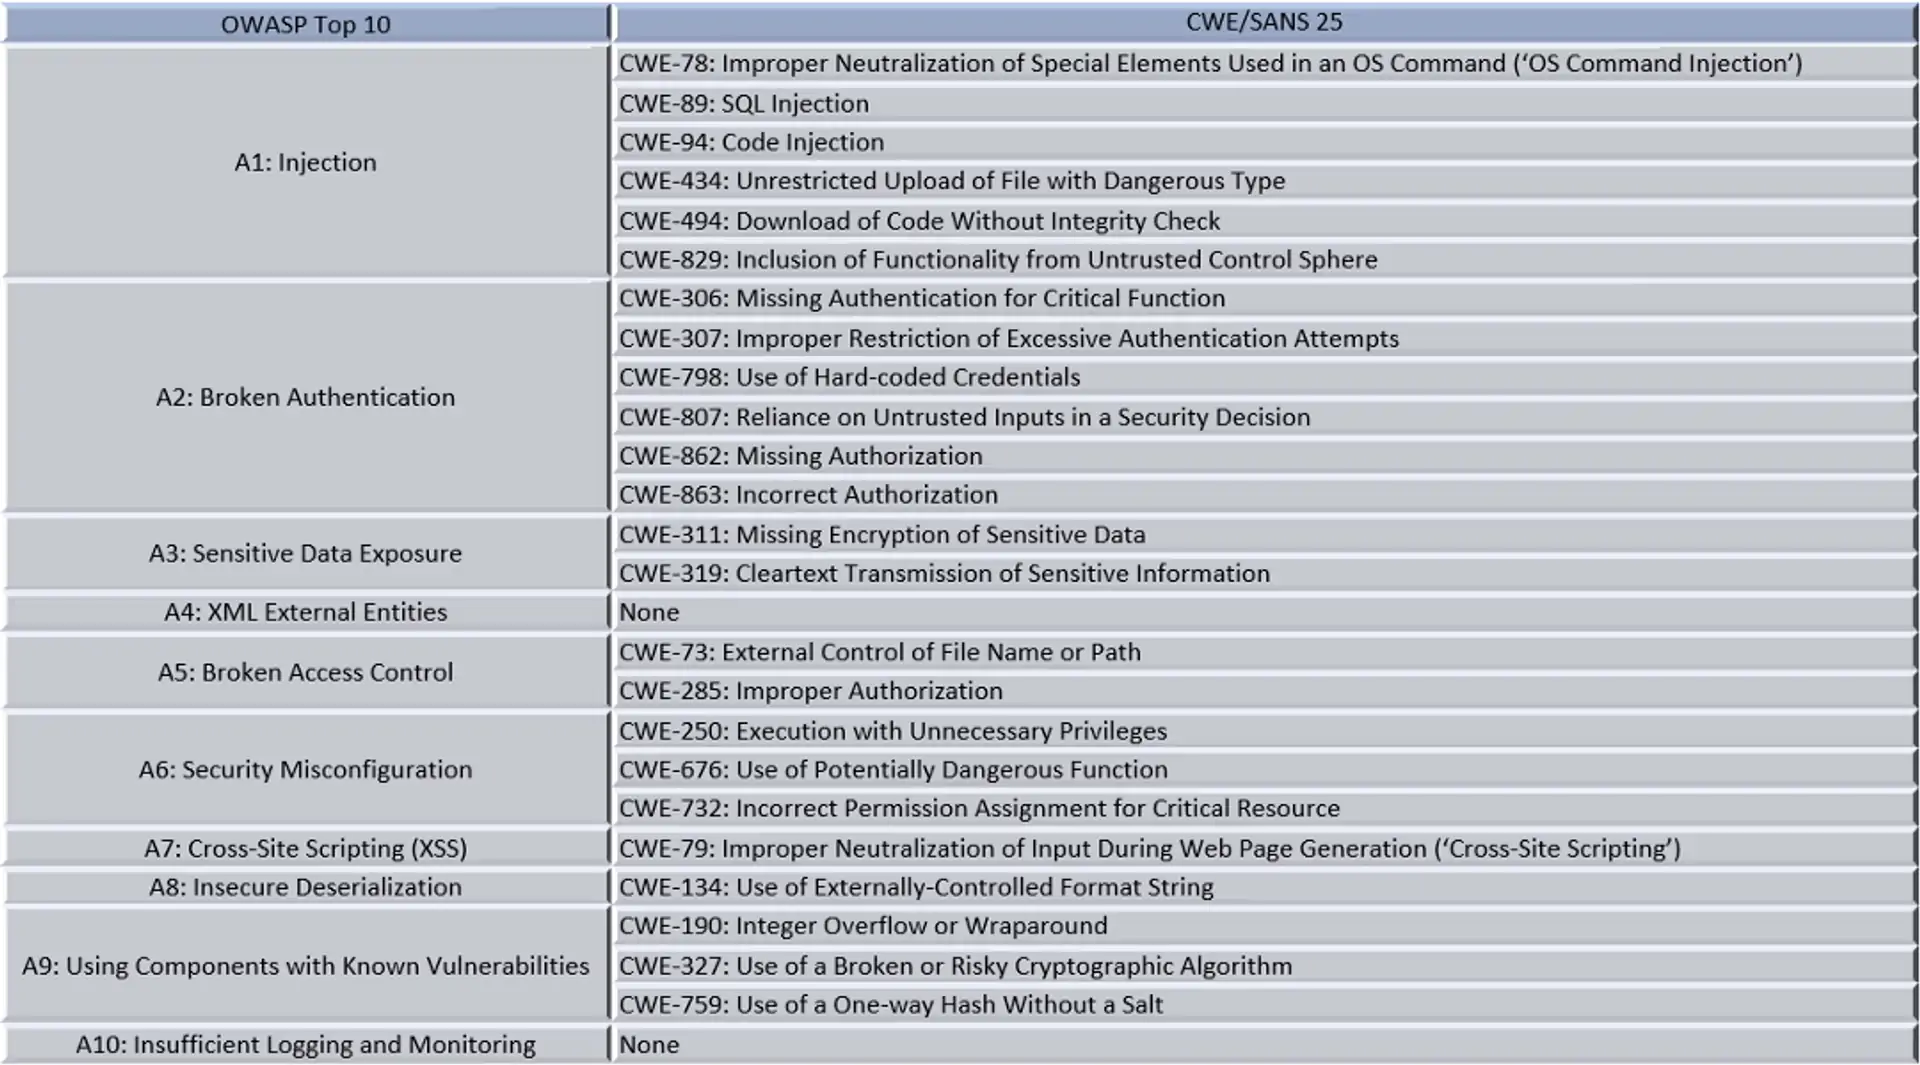 OWASP Top 10
CWE/SANS 25
A1: Injection
CWE-78: Improper Neutralization of Special Elements Used in an OS Command (‘OS Command Injection’)
CWE-89: SQL Injection
CWE-94: Code Injection
CWE-434: Unrestricted Upload of File with Dangerous Type
CWE-494: Download of Code Without Integrity Check
CWE-829: Inclusion of Functionality from Untrusted Control Sphere
A2: Broken Authentication
CWE-306: Missing Authentication for Critical Function
CWE-307: Improper Restriction of Excessive Authentication Attempts
CWE-798: Use of Hard-coded Credentials
CWE-807: Reliance on Untrusted Inputs in a Security Decision
CWE-862: Missing Authorization
CWE-863: Incorrect Authorization
A3: Sensitive Data Exposure
CWE-311: Missing Encryption of Sensitive Data
CWE-319: Cleartext Transmission of Sensitive Information
A4: XML External Entities
None
A5: Broken Access Control
CWE-73: External Control of File Name or Path
CWE-285: Improper Authorization
A6: Security Misconfiguration
CWE-250: Execution with Unnecessary Privileges
CWE-676: Use of Potentially Dangerous Function
CWE-732: Incorrect Permission Assignment for Critical Resource
A7: Cross-Site Scripting (XSS)
CWE-79: Improper Neutralization of Input During Web Page Generation (‘Cross-Site Scripting’)
A8: Insecure Deserialization
CWE-134: Use of Externally-Controlled Format String
A9: Using Components with Known Vulnerabilities
CWE-190: Integer Overflow or Wraparound
CWE-327: Use of a Broken or Risky Cryptographic Algorithm
CWE-759: Use of a One-way Hash Without a Salt
A10: Insufficient Logging and Monitoring
None